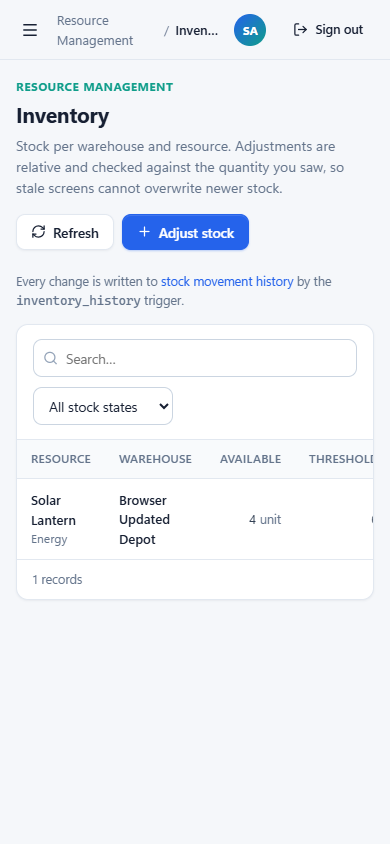 Resource
Management
/ Inven...
SA
Sign out
RESOURCE MANAGEMENT
Inventory
Stock per warehouse and resource. Adjustments are
relative and checked against the quantity you saw, so
stale screens cannot overwrite newer stock.
Refresh
Adjust stock
Every change is written to stock movement history by the
inventory_history trigger.
Search...
All stock states
RESOURCE WAREHOUSE AVAILABLE THRESHOLD
Solar
Lantern
Energy
Browser
Updated
Depot
4 unit
1 records